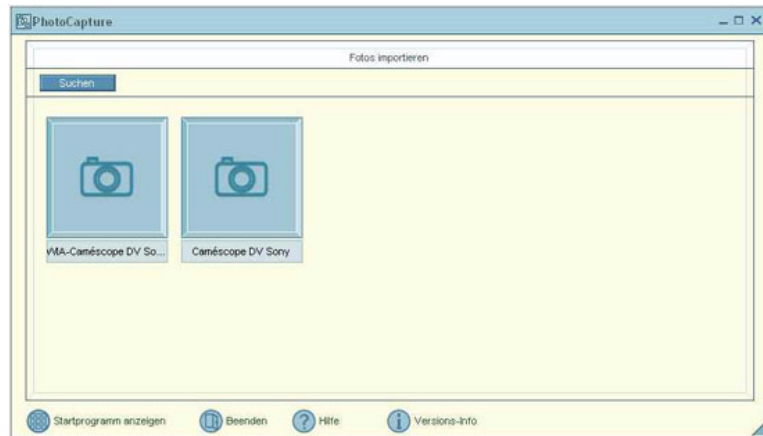 PhotoCapture
Fotos importieren
Suchen
WIA-Caméscope DV So...
Caméscope DV Sony
Startprogramm anzeigen
Beenden
Hilfe
Versions-Info